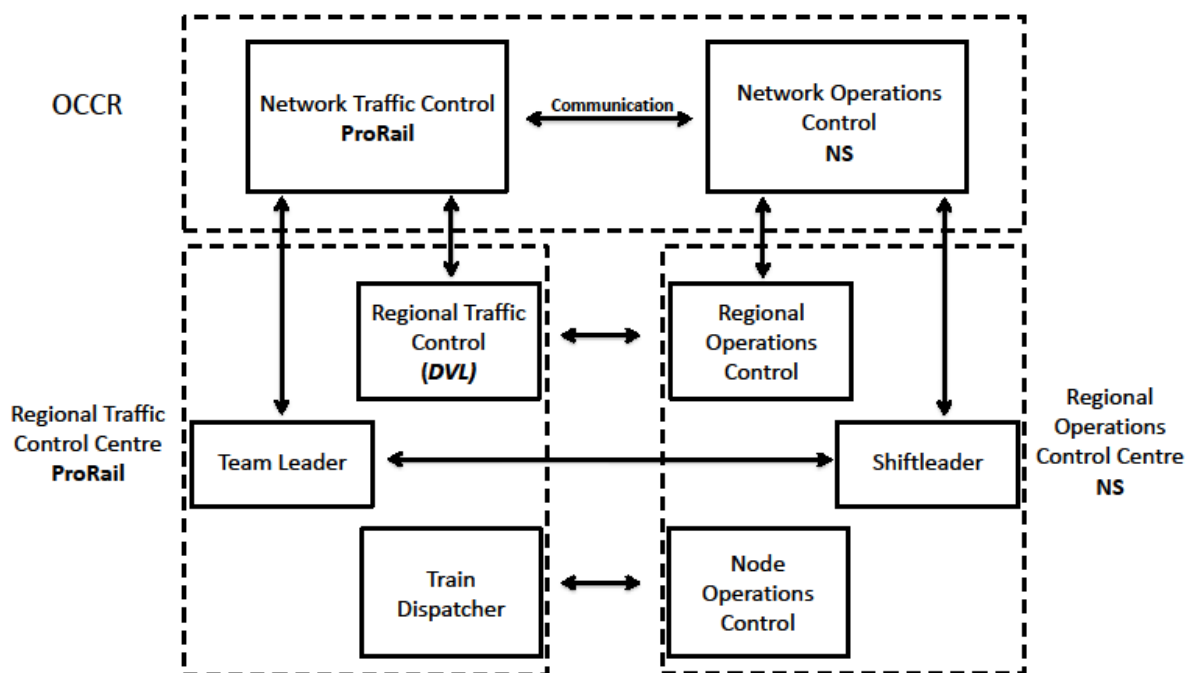 OCCR
Network Traffic Control
ProRail
Communication
Network Operations
Control
NS
Regional Traffic
Control
(DVL)
Regional
Operations
Control
Regional Traffic
Control Centre
ProRail
Team Leader
Shiftleader
Regional
Operations
Control Centre
NS
Train
Dispatcher
Node
Operations
Control